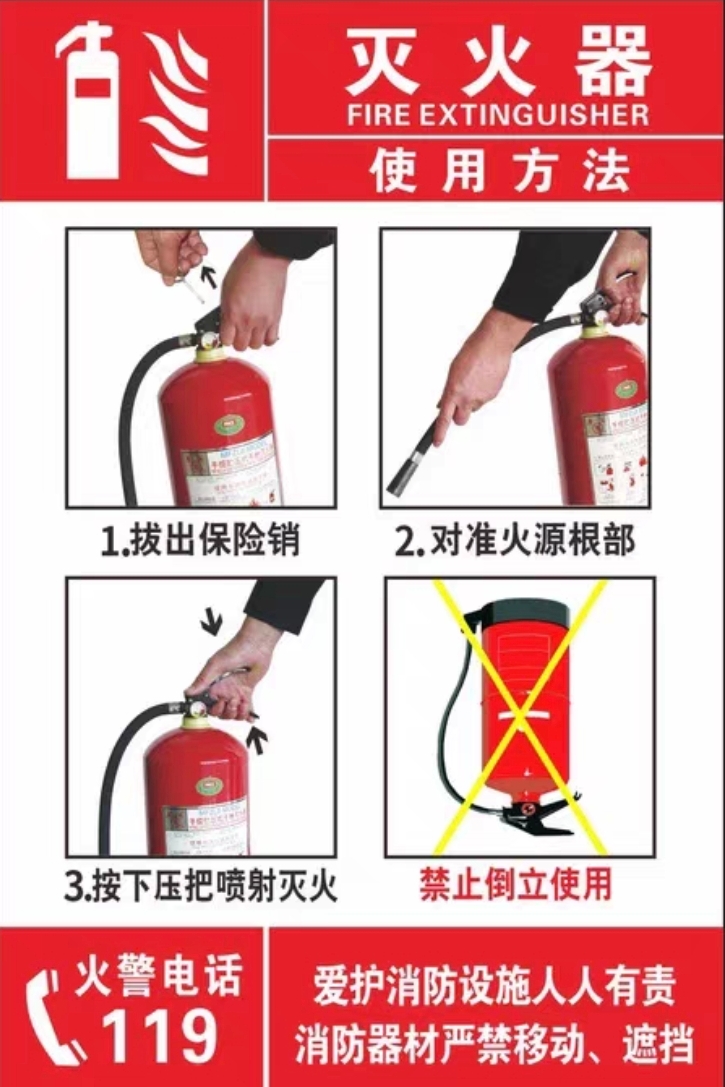 灭火器
FIRE EXTINGUISHER
使用方法
1.拔出保险销
2.对准火源根部
3.按下压把喷射灭火
禁止倒立使用
火警电话
119
爱护消防设施人人有责
消防器材严禁移动、遮挡